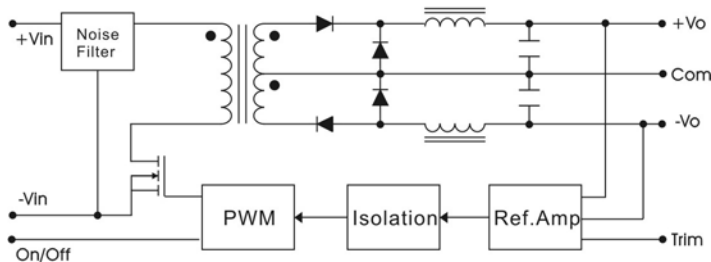 +Vin
Noise
Filter
+Vo
Com
-Vo
-Vin
PWM
Isolation
Ref.Amp
On/Off
Trim